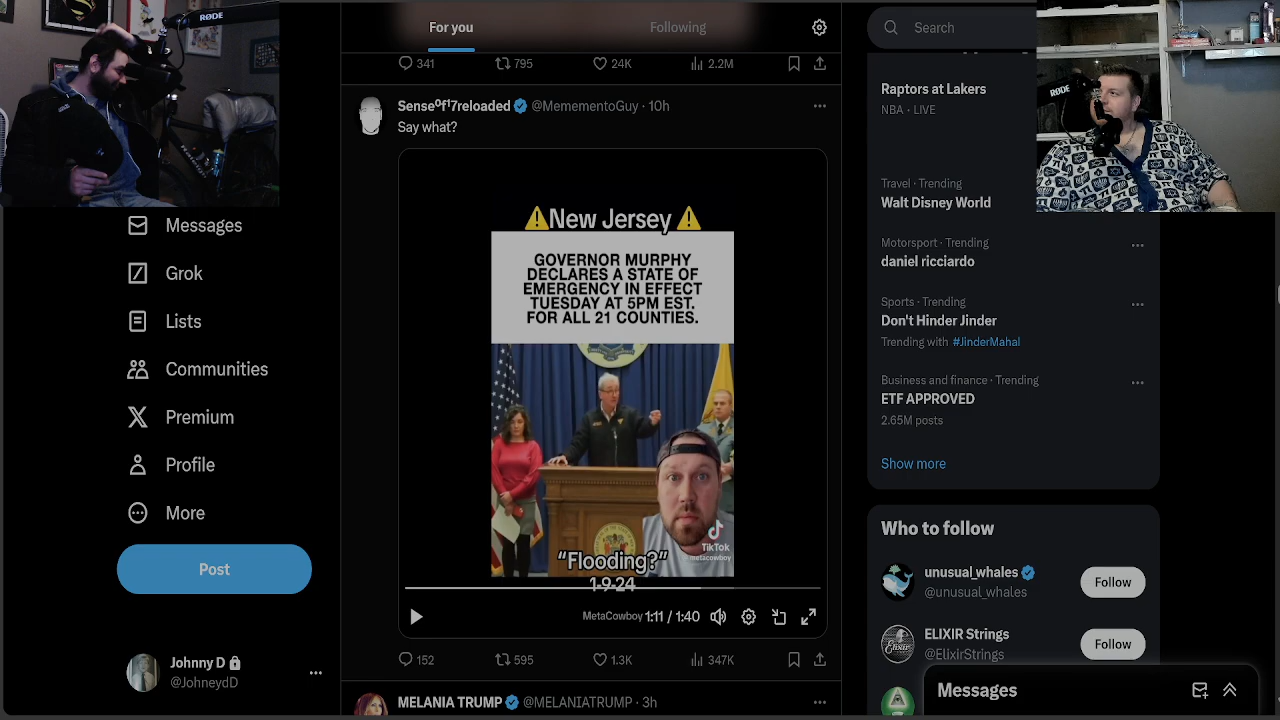 RØDE
For you
Following
Search
341
795
24K
2.2M
Raptors at Lakers
NBA · LIVE
RØDE
Senseºfᴵ7reloaded @MemementoGuy · 10h
Say what?
Travel · Trending
Walt Disney World
⚠New Jersey ⚠
GOVERNOR MURPHY
DECLARES A STATE OF
EMERGENCY IN EFFECT
TUESDAY AT 5PM EST.
FOR ALL 21 COUNTIES.
Messages
Grok
Lists
Communities
Premium
Profile
More
Post
Motorsport · Trending
daniel ricciardo
Sports · Trending
Don't Hinder Jinder
Trending with #JinderMahal
Business and finance · Trending
ETF APPROVED
2.65M posts
Show more
TikTok
metacowboy
"Flooding?"
1-9-24
MetaCowboy 1:11 / 1:40
152
595
1.3K
347K
Who to follow
unusual_whales
@unusual_whales
Follow
ELIXIR Strings
@ElixirStrings
Follow
Elixir
Johnny D
@JohneydD
MELANIA TRUMP @MELANIATRUMP · 3h
Messages